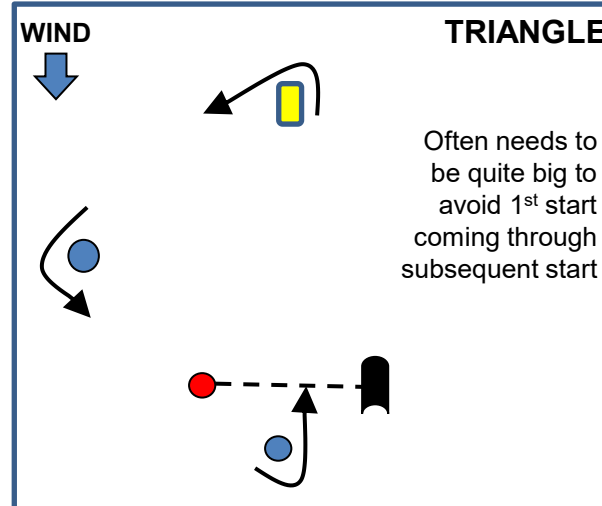 WIND
TRIANGLE
Often needs to
be quite big to
avoid 1st start
coming through
subsequent start